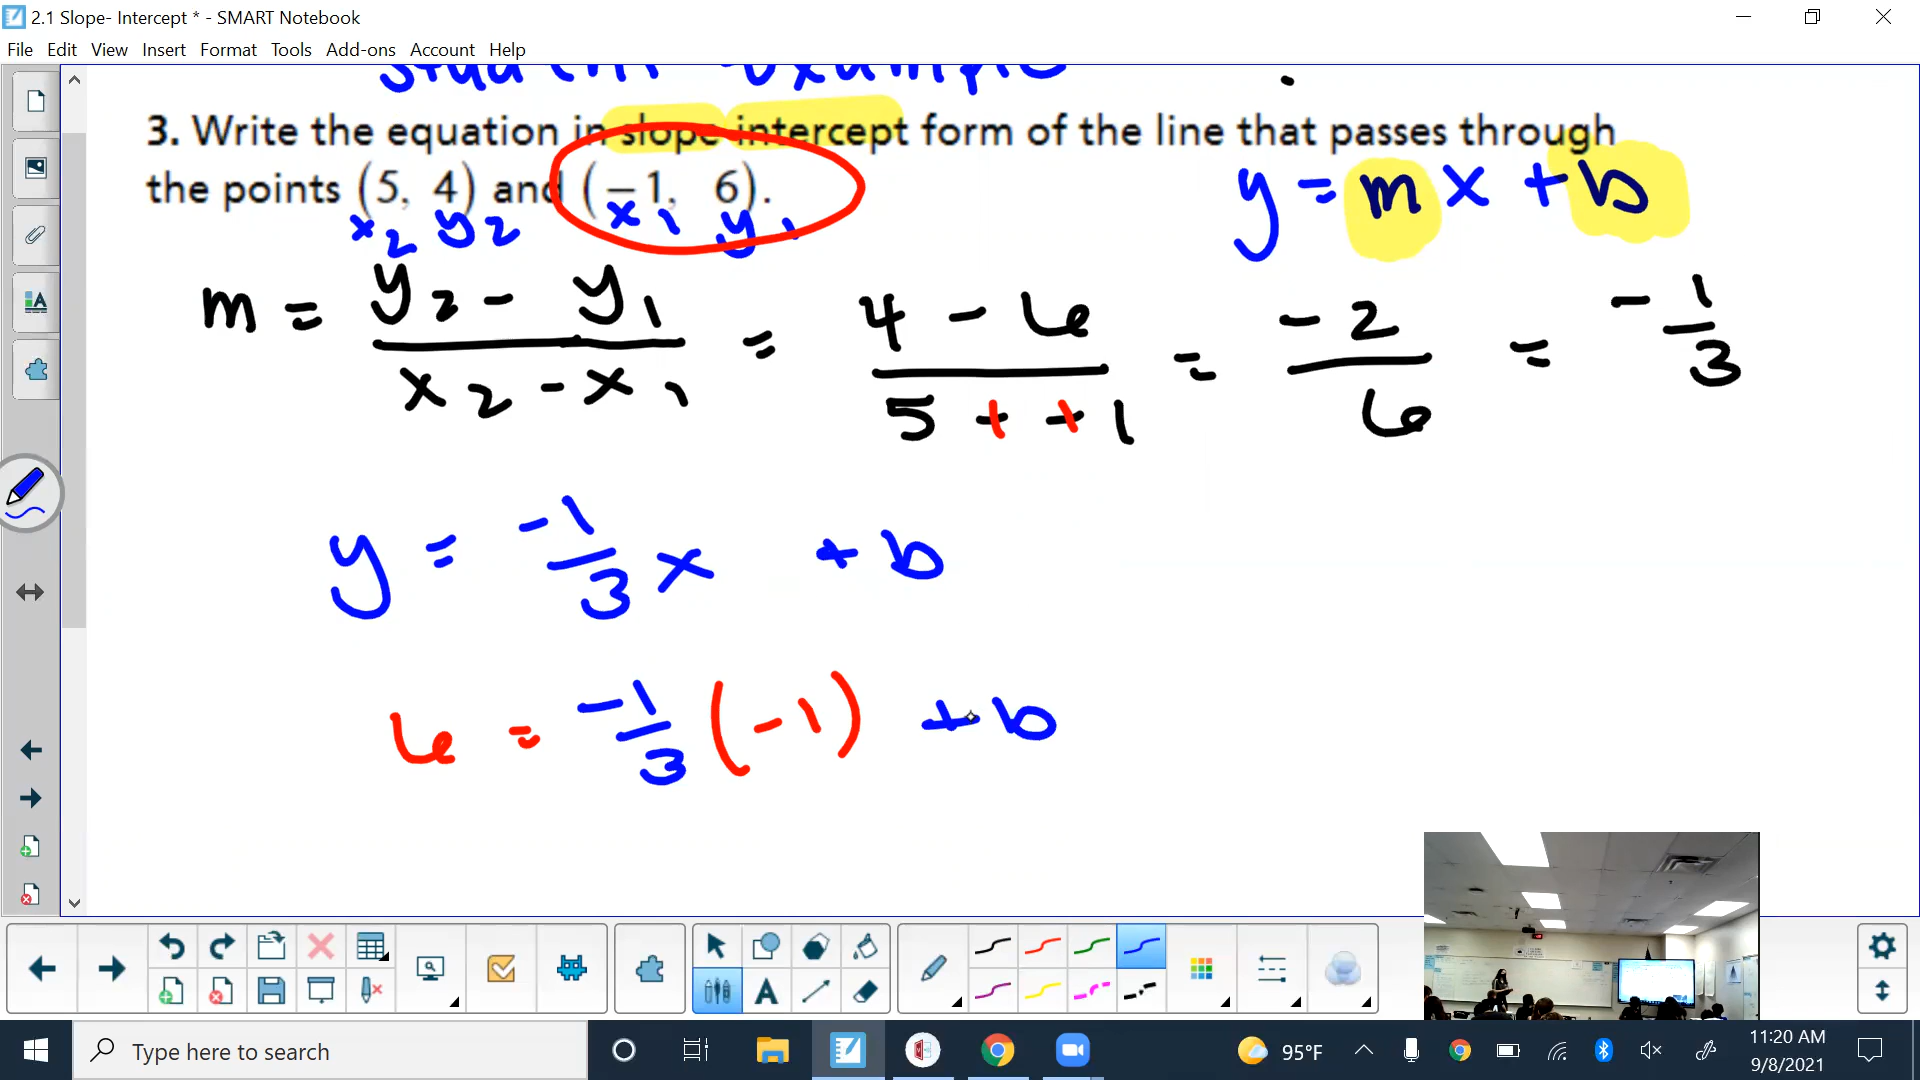 2.1 Slope- Intercept * - SMART Notebook
File Edit View Insert Format Tools Add-ons Account Help
student example
3. Write the equation in slope intercept form of the line that passes through
the points (5, 4) and (−1, 6).
x2 y2 x1 y1
y = mx + b
m = y2 - y1 / x2 - x1 = 4 - 6 / 5 + + 1 = -2 / 6 = - 1/3
y = -1/3 x + b
6 = -1/3 (-1) + b
Type here to search
95°F
11:20 AM
9/8/2021